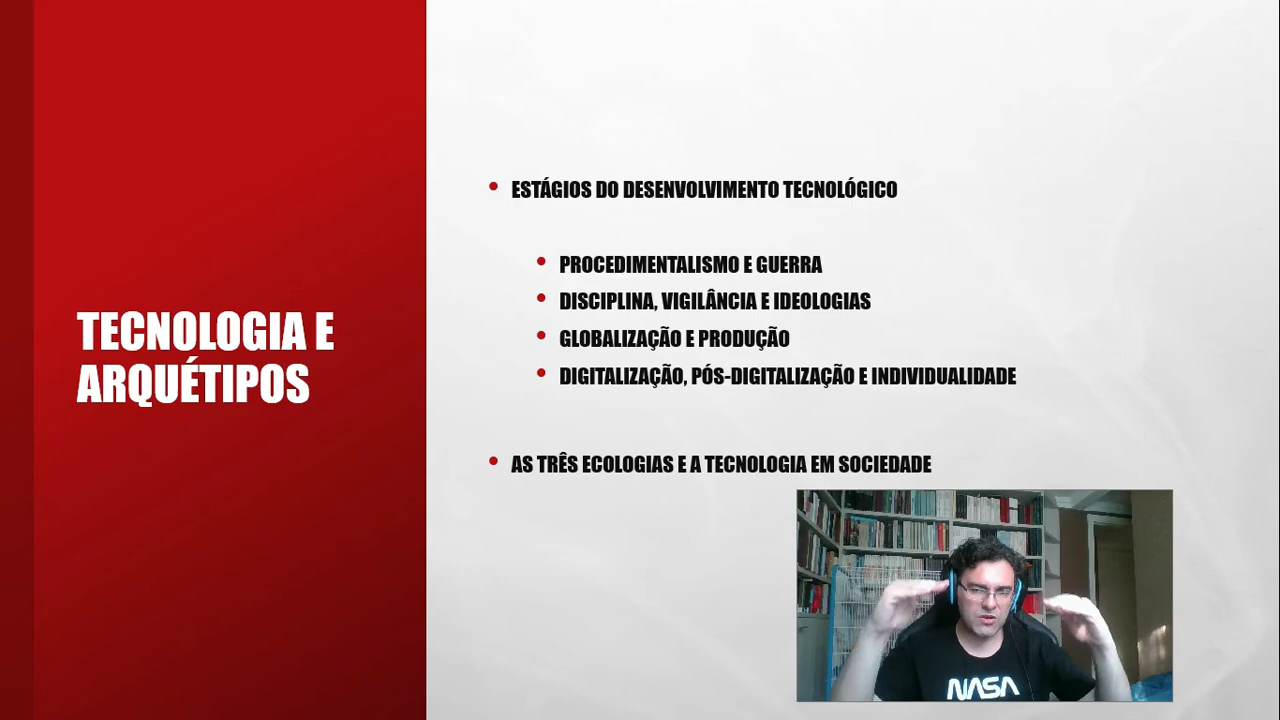 TECNOLOGIA E
ARQUÉTIPOS
ESTÁGIOS DO DESENVOLVIMENTO TECNOLÓGICO
PROCEDIMENTALISMO E GUERRA
DISCIPLINA, VIGILÂNCIA E IDEOLOGIAS
GLOBALIZAÇÃO E PRODUÇÃO
DIGITALIZAÇÃO, PÓS-DIGITALIZAÇÃO E INDIVIDUALIDADE
AS TRÊS ECOLOGIAS E A TECNOLOGIA EM SOCIEDADE
NASA